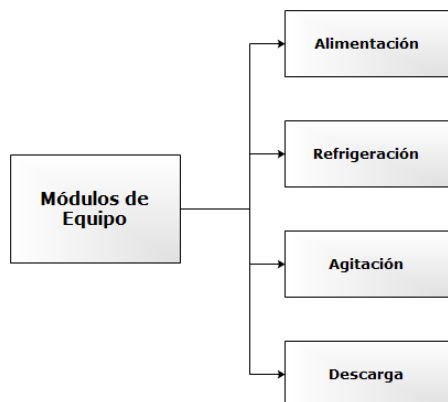 Alimentación
Refrigeración
Módulos de
Equipo
Agitación
Descarga